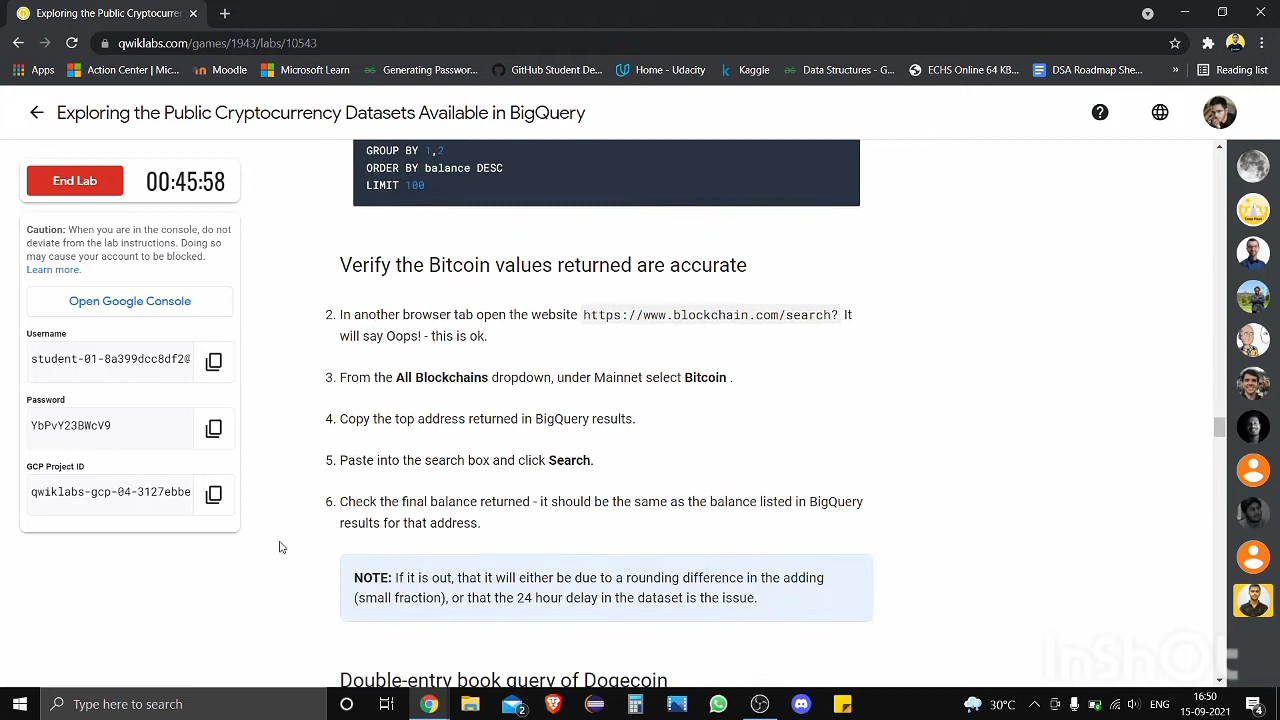 Exploring the Public Cryptocurren
qwiklabs.com/games/1943/labs/10543
Apps
Action Center | Mic...
Moodle
Microsoft Learn
Generating Passwor...
GitHub Student De...
Home - Udacity
Kaggle
Data Structures - G...
ECHS Online 64 KB...
DSA Roadmap She...
»
Reading list
Exploring the Public Cryptocurrency Datasets Available in BigQuery
End Lab
00:45:58
Caution: When you are in the console, do not
deviate from the lab instructions. Doing so
may cause your account to be blocked.
Learn more.
Open Google Console
Username
student-01-8a399dcc8df2@
Password
YbPvY23BWcV9
GCP Project ID
qwiklabs-gcp-04-3127ebbe
GROUP BY 1,2
ORDER BY balance DESC
LIMIT 100
Verify the Bitcoin values returned are accurate
2. In another browser tab open the website https://www.blockchain.com/search? It
will say Oops! - this is ok.
3. From the All Blockchains dropdown, under Mainnet select Bitcoin .
4. Copy the top address returned in BigQuery results.
5. Paste into the search box and click Search.
6. Check the final balance returned - it should be the same as the balance listed in BigQuery
results for that address.
NOTE: If it is out, that it will either be due to a rounding difference in the adding
(small fraction), or that the 24 hour delay in the dataset is the issue.
Double-entry book query of Dogecoin
InShOt
Type here to search
2
30°C
ENG
16:50
15-09-2021
4